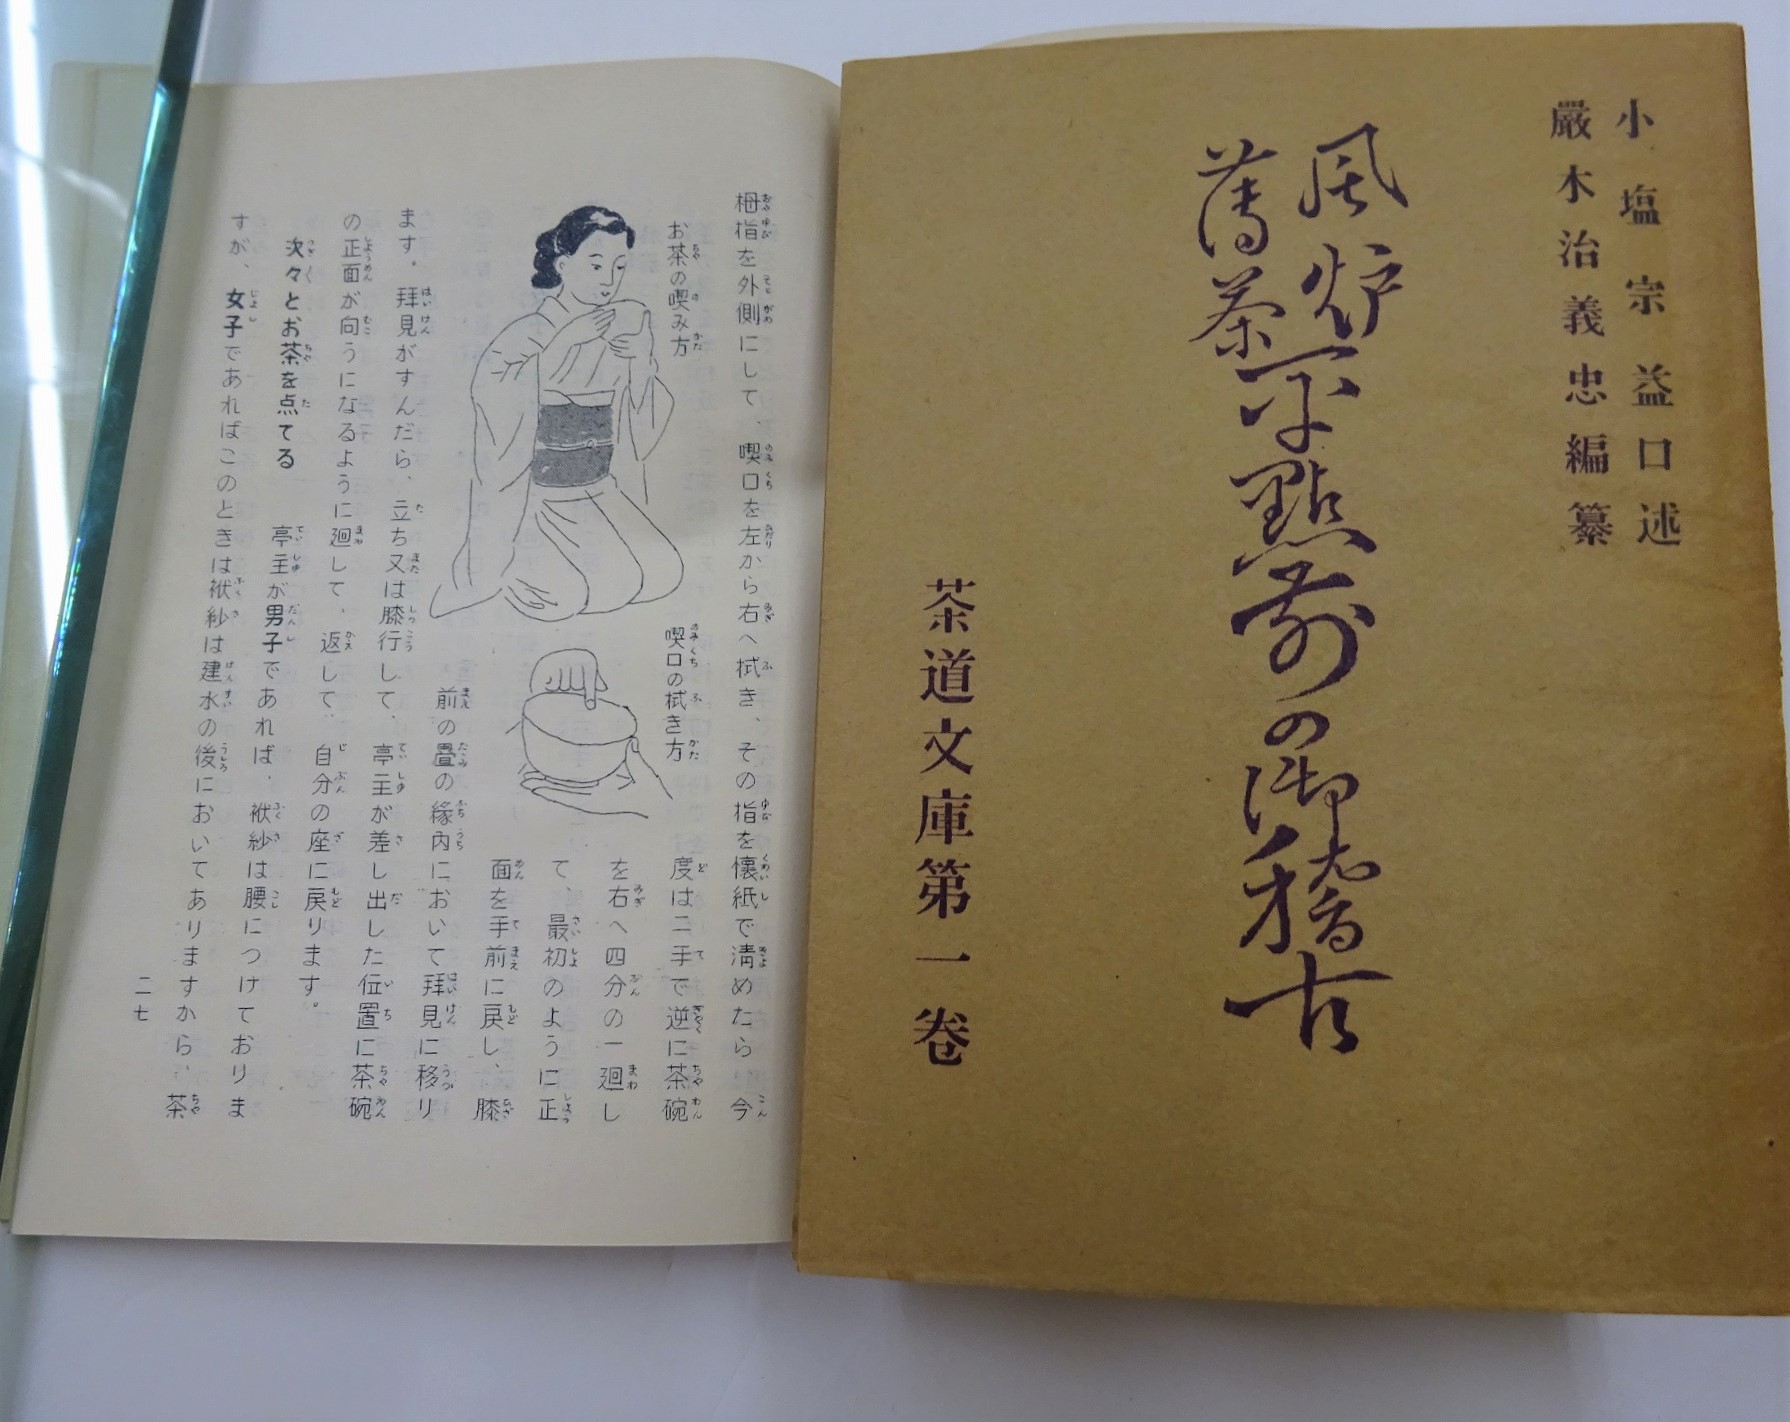 小塩宗益口述
嚴木治義忠編纂
風炉
薄茶平點前の御稽古
茶道文庫第一卷
栂指を外側にして、喫口を左から右へ拭き、その指を懐紙で淸めたら、今
お茶の喫み方
喫口の拭き方
度は二手で逆に茶碗
を右へ四分の一廻し
て、最初のように正
面を手前に戻し、膝
前の畳の縁内において拝見に移り
ます。拝見がすんだら、立ち又は膝行して、亭主が差し出した位置に茶碗
の正面が向うになるように廻して、返して、自分の座に戻ります。
次々とお茶を点てる 亭主が男子であれば、袱紗は腰につけておりま
すが、女子であればこのときは袱紗は建水の後においてありますから、茶
二七